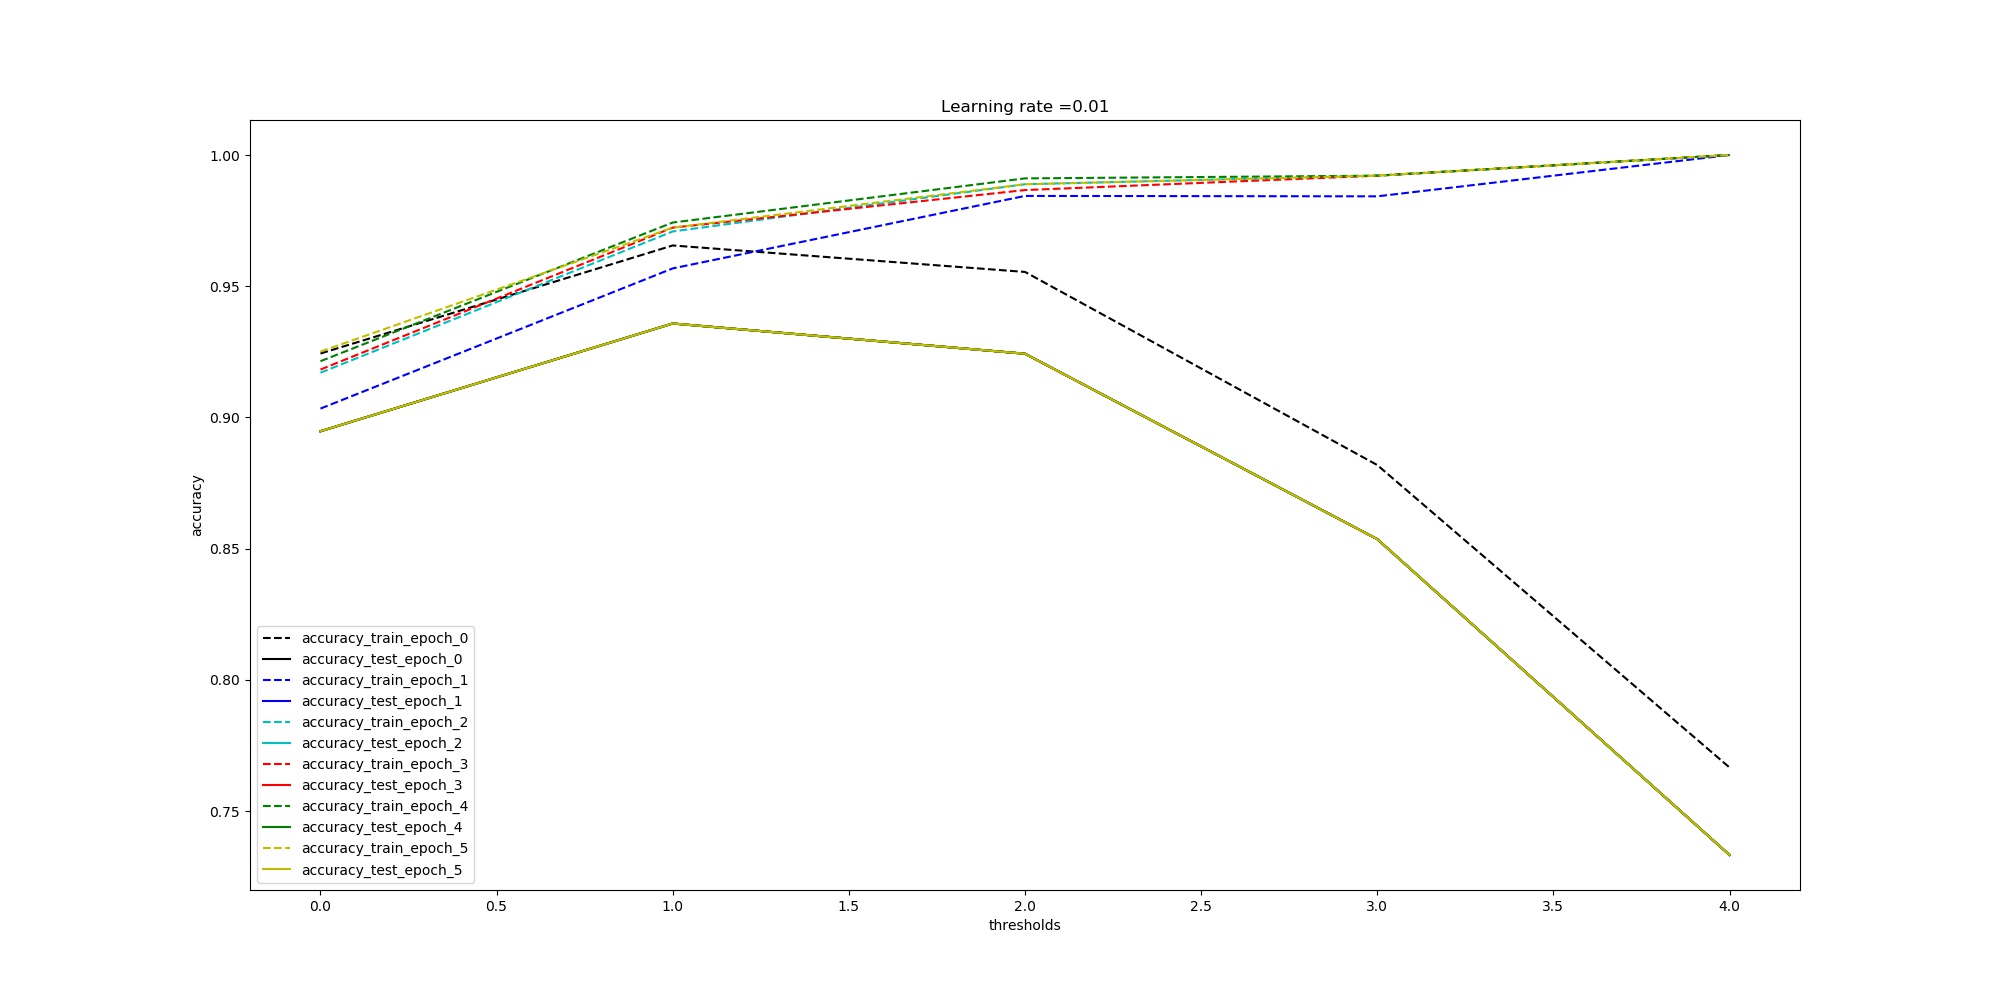 Learning rate =0.01
1.00
0.95
0.90
0.85
0.80
0.75
accuracy
accuracy_train_epoch_0
accuracy_test_epoch_0
accuracy_train_epoch_1
accuracy_test_epoch_1
accuracy_train_epoch_2
accuracy_test_epoch_2
accuracy_train_epoch_3
accuracy_test_epoch_3
accuracy_train_epoch_4
accuracy_test_epoch_4
accuracy_train_epoch_5
accuracy_test_epoch_5
0.0 0.5 1.0 1.5 2.0 2.5 3.0 3.5 4.0
thresholds